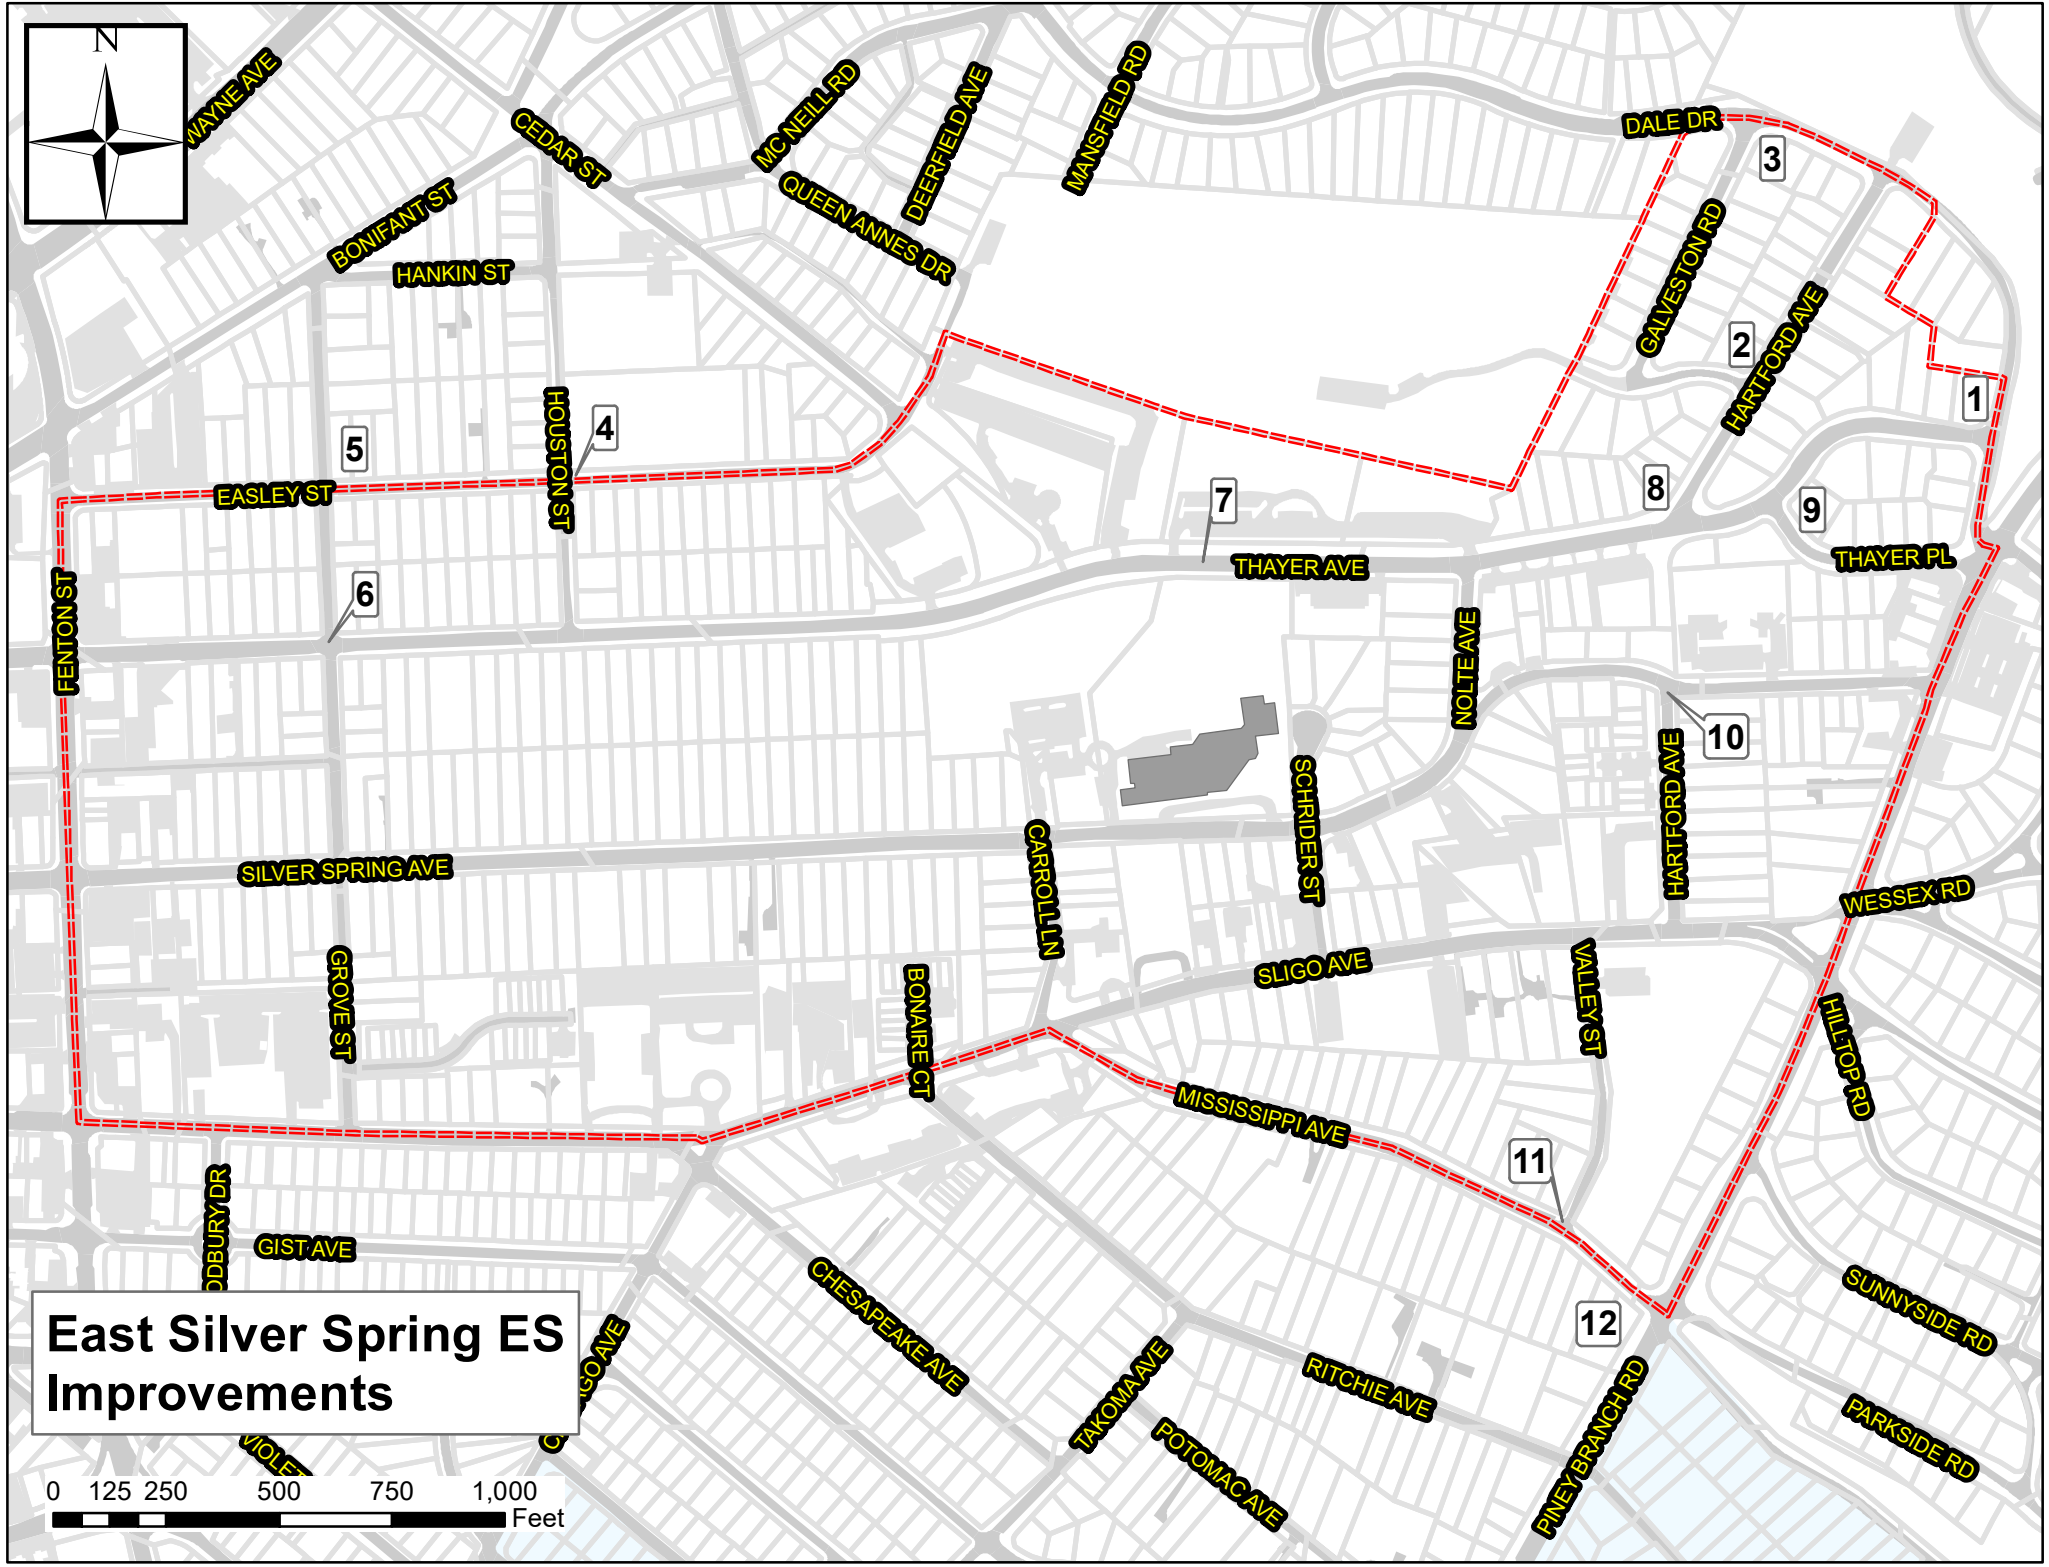 N
WAYNE AVE
CEDAR ST
MC NEILL RD
DEERFIELD AVE
MANSFIELD RD
DALE DR
3
BONIFANT ST
QUEEN ANNES DR
GALVESTON RD
HANKIN ST
2
HARTFORD AVE
1
HOUSTON ST
4
5
EASLEY ST
7
8
9
THAYER AVE
THAYER PL
FENTON ST
6
NOLTE AVE
10
HARTFORD AVE
SCHRIDER ST
CARROLL LN
SILVER SPRING AVE
WESSEX RD
GROVE ST
BONAIRE CT
SLIGO AVE
VALLEY ST
HILLTOP RD
MISSISSIPPI AVE
11
ODBURY DR
GIST AVE
CHESAPEAKE AVE
12
SUNNYSIDE RD
East Silver Spring ES
Improvements
GO AVE
TAKOMA AVE
RITCHIE AVE
PINEY BRANCH RD
PARKSIDE RD
POTOMAC AVE
VIOLET
0 125 250 500 750 1,000
Feet